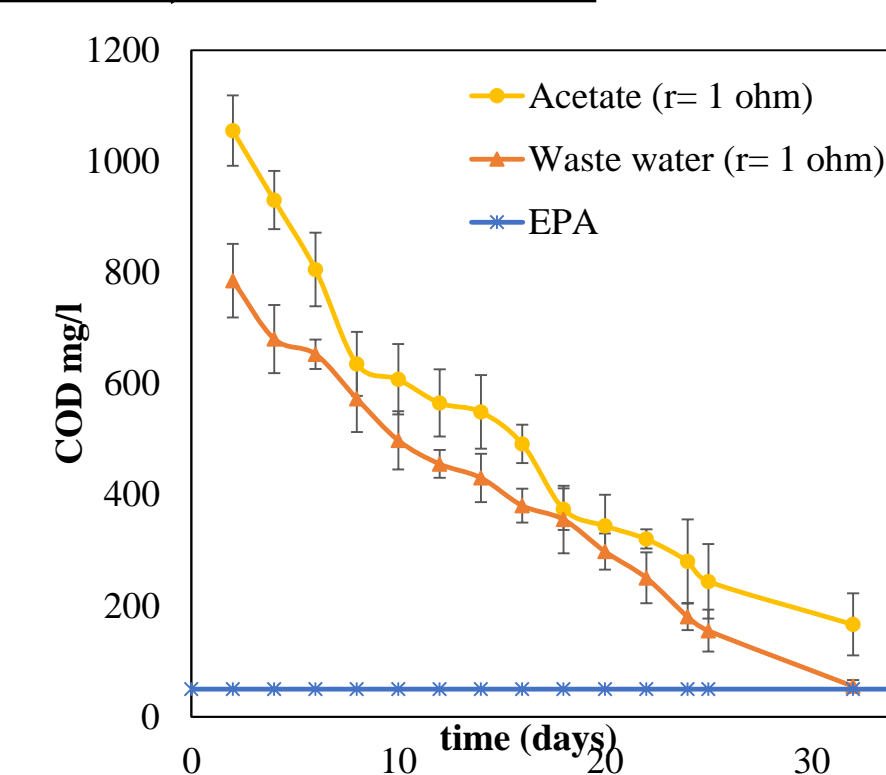 1200
1000
800
600
400
200
0
COD mg/l
Acetate (r= 1 ohm)
Waste water (r= 1 ohm)
EPA
time (days)
0 10 20 30